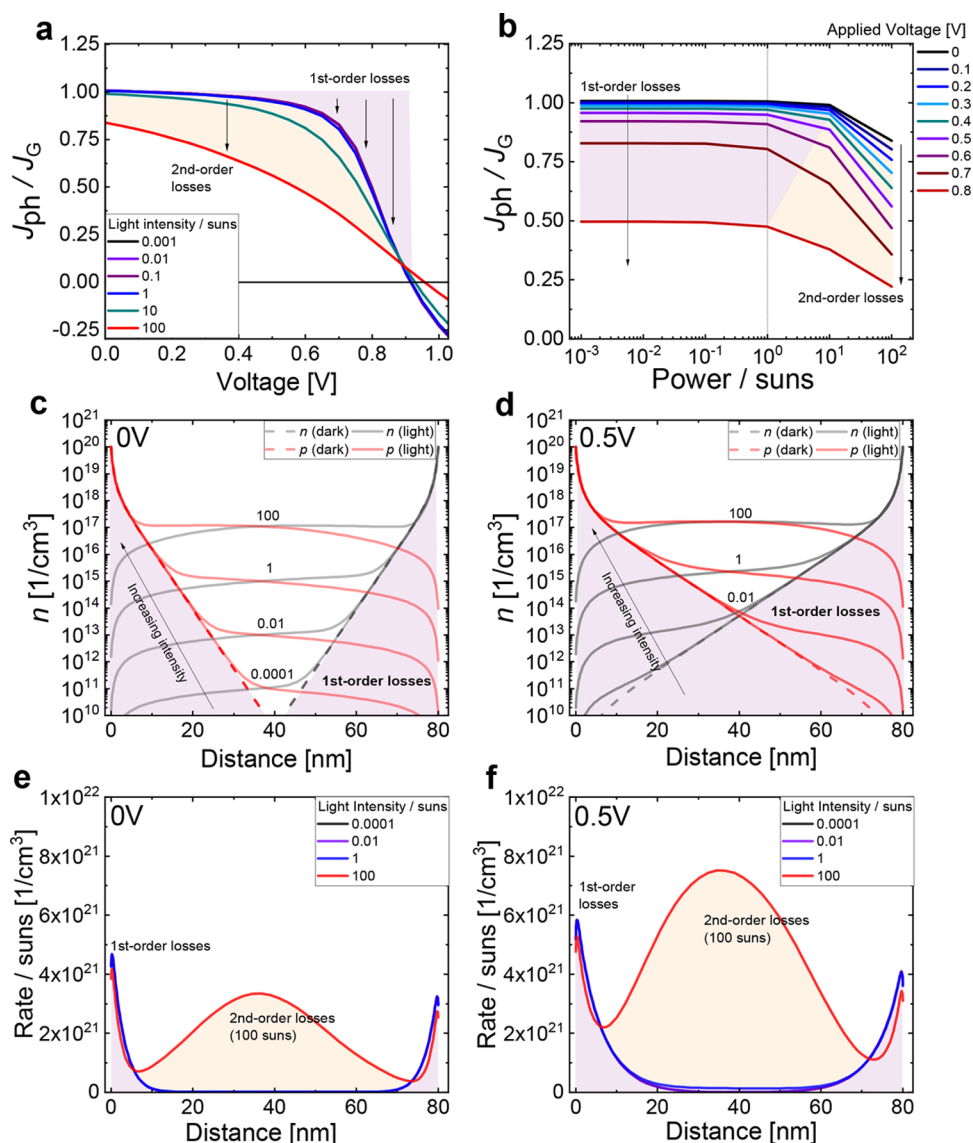 a
1.25
1.00
0.75
0.50
0.25
0.00
-0.25
Jph / JG
1st-order losses
2nd-order
losses
Light intensity / suns
0.001
0.01
0.1
1
10
100
0.0 0.2 0.4 0.6 0.8 1.0
Voltage [V]
b
Applied Voltage [V]
0
0.1
0.2
0.3
0.4
0.5
0.6
0.7
0.8
1.25
1.00
0.75
0.50
0.25
0.00
Jph / JG
1st-order losses
2nd-order losses
10-3 10-2 10-1 100 101 102
Power / suns
c
0V
n (dark) n (light)
p (dark) p (light)
1021
1020
1019
1018
1017
1016
1015
1014
1013
1012
1011
1010
n [1/cm3]
100
1
0.01
0.0001
Increasing intensity
1st-order losses
0 20 40 60 80
Distance [nm]
d
0.5V
n (dark) n (light)
p (dark) p (light)
1021
1020
1019
1018
1017
1016
1015
1014
1013
1012
1011
1010
n [1/cm3]
100
1
0.01
Increasing intensity
1st-order losses
0 20 40 60 80
Distance [nm]
e
0V
Light Intensity / suns
0.0001
0.01
1
100
1x1022
8x1021
6x1021
4x1021
2x1021
0
Rate / suns [1/cm3]
1st-order losses
2nd-order losses
(100 suns)
0 20 40 60 80
Distance [nm]
f
0.5V
Light Intensity / suns
0.0001
0.01
1
100
1x1022
8x1021
6x1021
4x1021
2x1021
0
Rate / suns [1/cm3]
1st-order
losses
2nd-order losses
(100 suns)
0 20 40 60 80
Distance [nm]